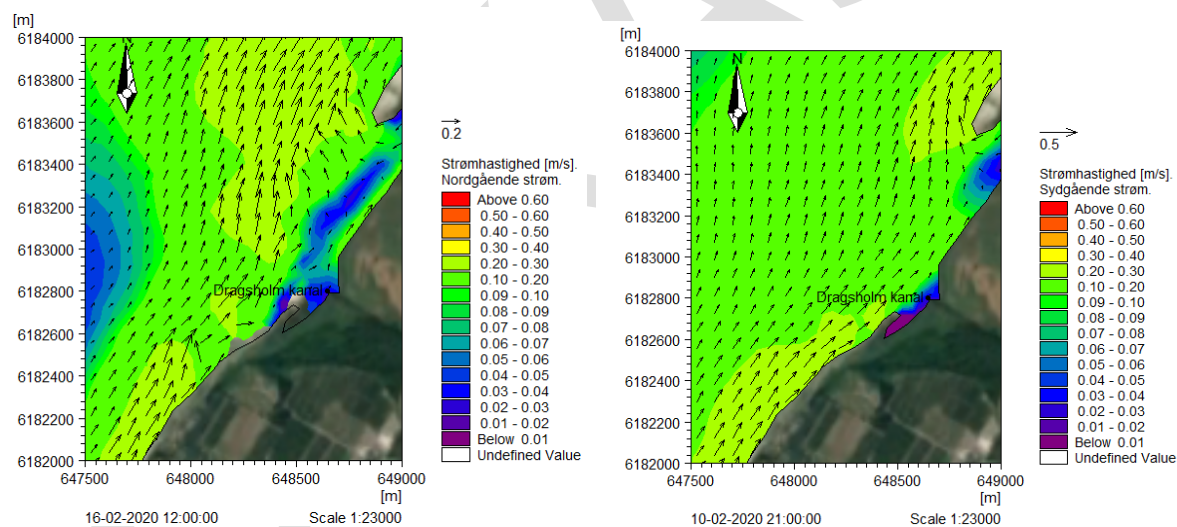 [m]
6184000
6183800
6183600
6183400
6183200
6183000
6182800
6182600
6182400
6182200
6182000
647500
648000
648500
649000
[m]
N
Dragsholm kanal
16-02-2020 12:00:00
Scale 1:23000
0.2
Strømhastighed [m/s].
Nordgående strøm.
Above 0.60
0.50 - 0.60
0.40 - 0.50
0.30 - 0.40
0.20 - 0.30
0.10 - 0.20
0.09 - 0.10
0.08 - 0.09
0.07 - 0.08
0.06 - 0.07
0.05 - 0.06
0.04 - 0.05
0.03 - 0.04
0.02 - 0.03
0.01 - 0.02
Below 0.01
Undefined Value
[m]
6184000
6183800
6183600
6183400
6183200
6183000
6182800
6182600
6182400
6182200
6182000
647500
648000
648500
649000
[m]
N
Dragsholm kanal
10-02-2020 21:00:00
Scale 1:23000
0.5
Strømhastighed [m/s].
Sydgående strøm.
Above 0.60
0.50 - 0.60
0.40 - 0.50
0.30 - 0.40
0.20 - 0.30
0.10 - 0.20
0.09 - 0.10
0.08 - 0.09
0.07 - 0.08
0.06 - 0.07
0.05 - 0.06
0.04 - 0.05
0.03 - 0.04
0.02 - 0.03
0.01 - 0.02
Below 0.01
Undefined Value